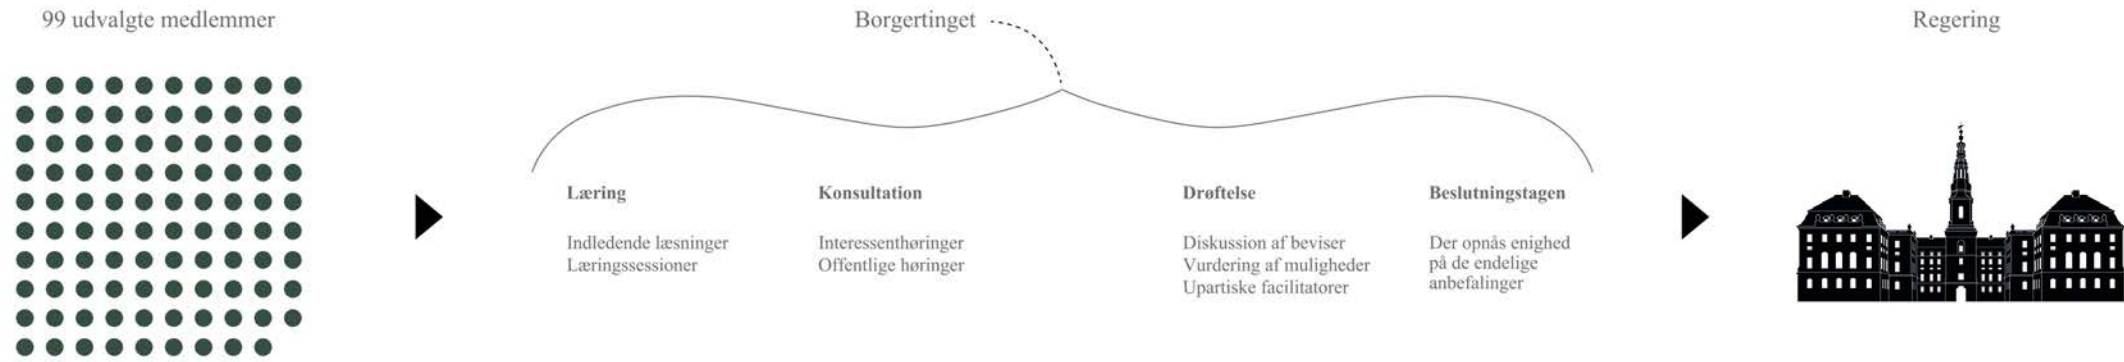 99 udvalgte medlemmer
Borgertinget
Regering
Læring
Indledende læsninger
Læringssessioner
Konsultation
Interessenthøringer
Offentlige høringer
Drøftelse
Diskussion af beviser
Vurdering af muligheder
Upartiske facilitatorer
Beslutningstagen
Der opnås enighed
på de endelige
anbefalinger